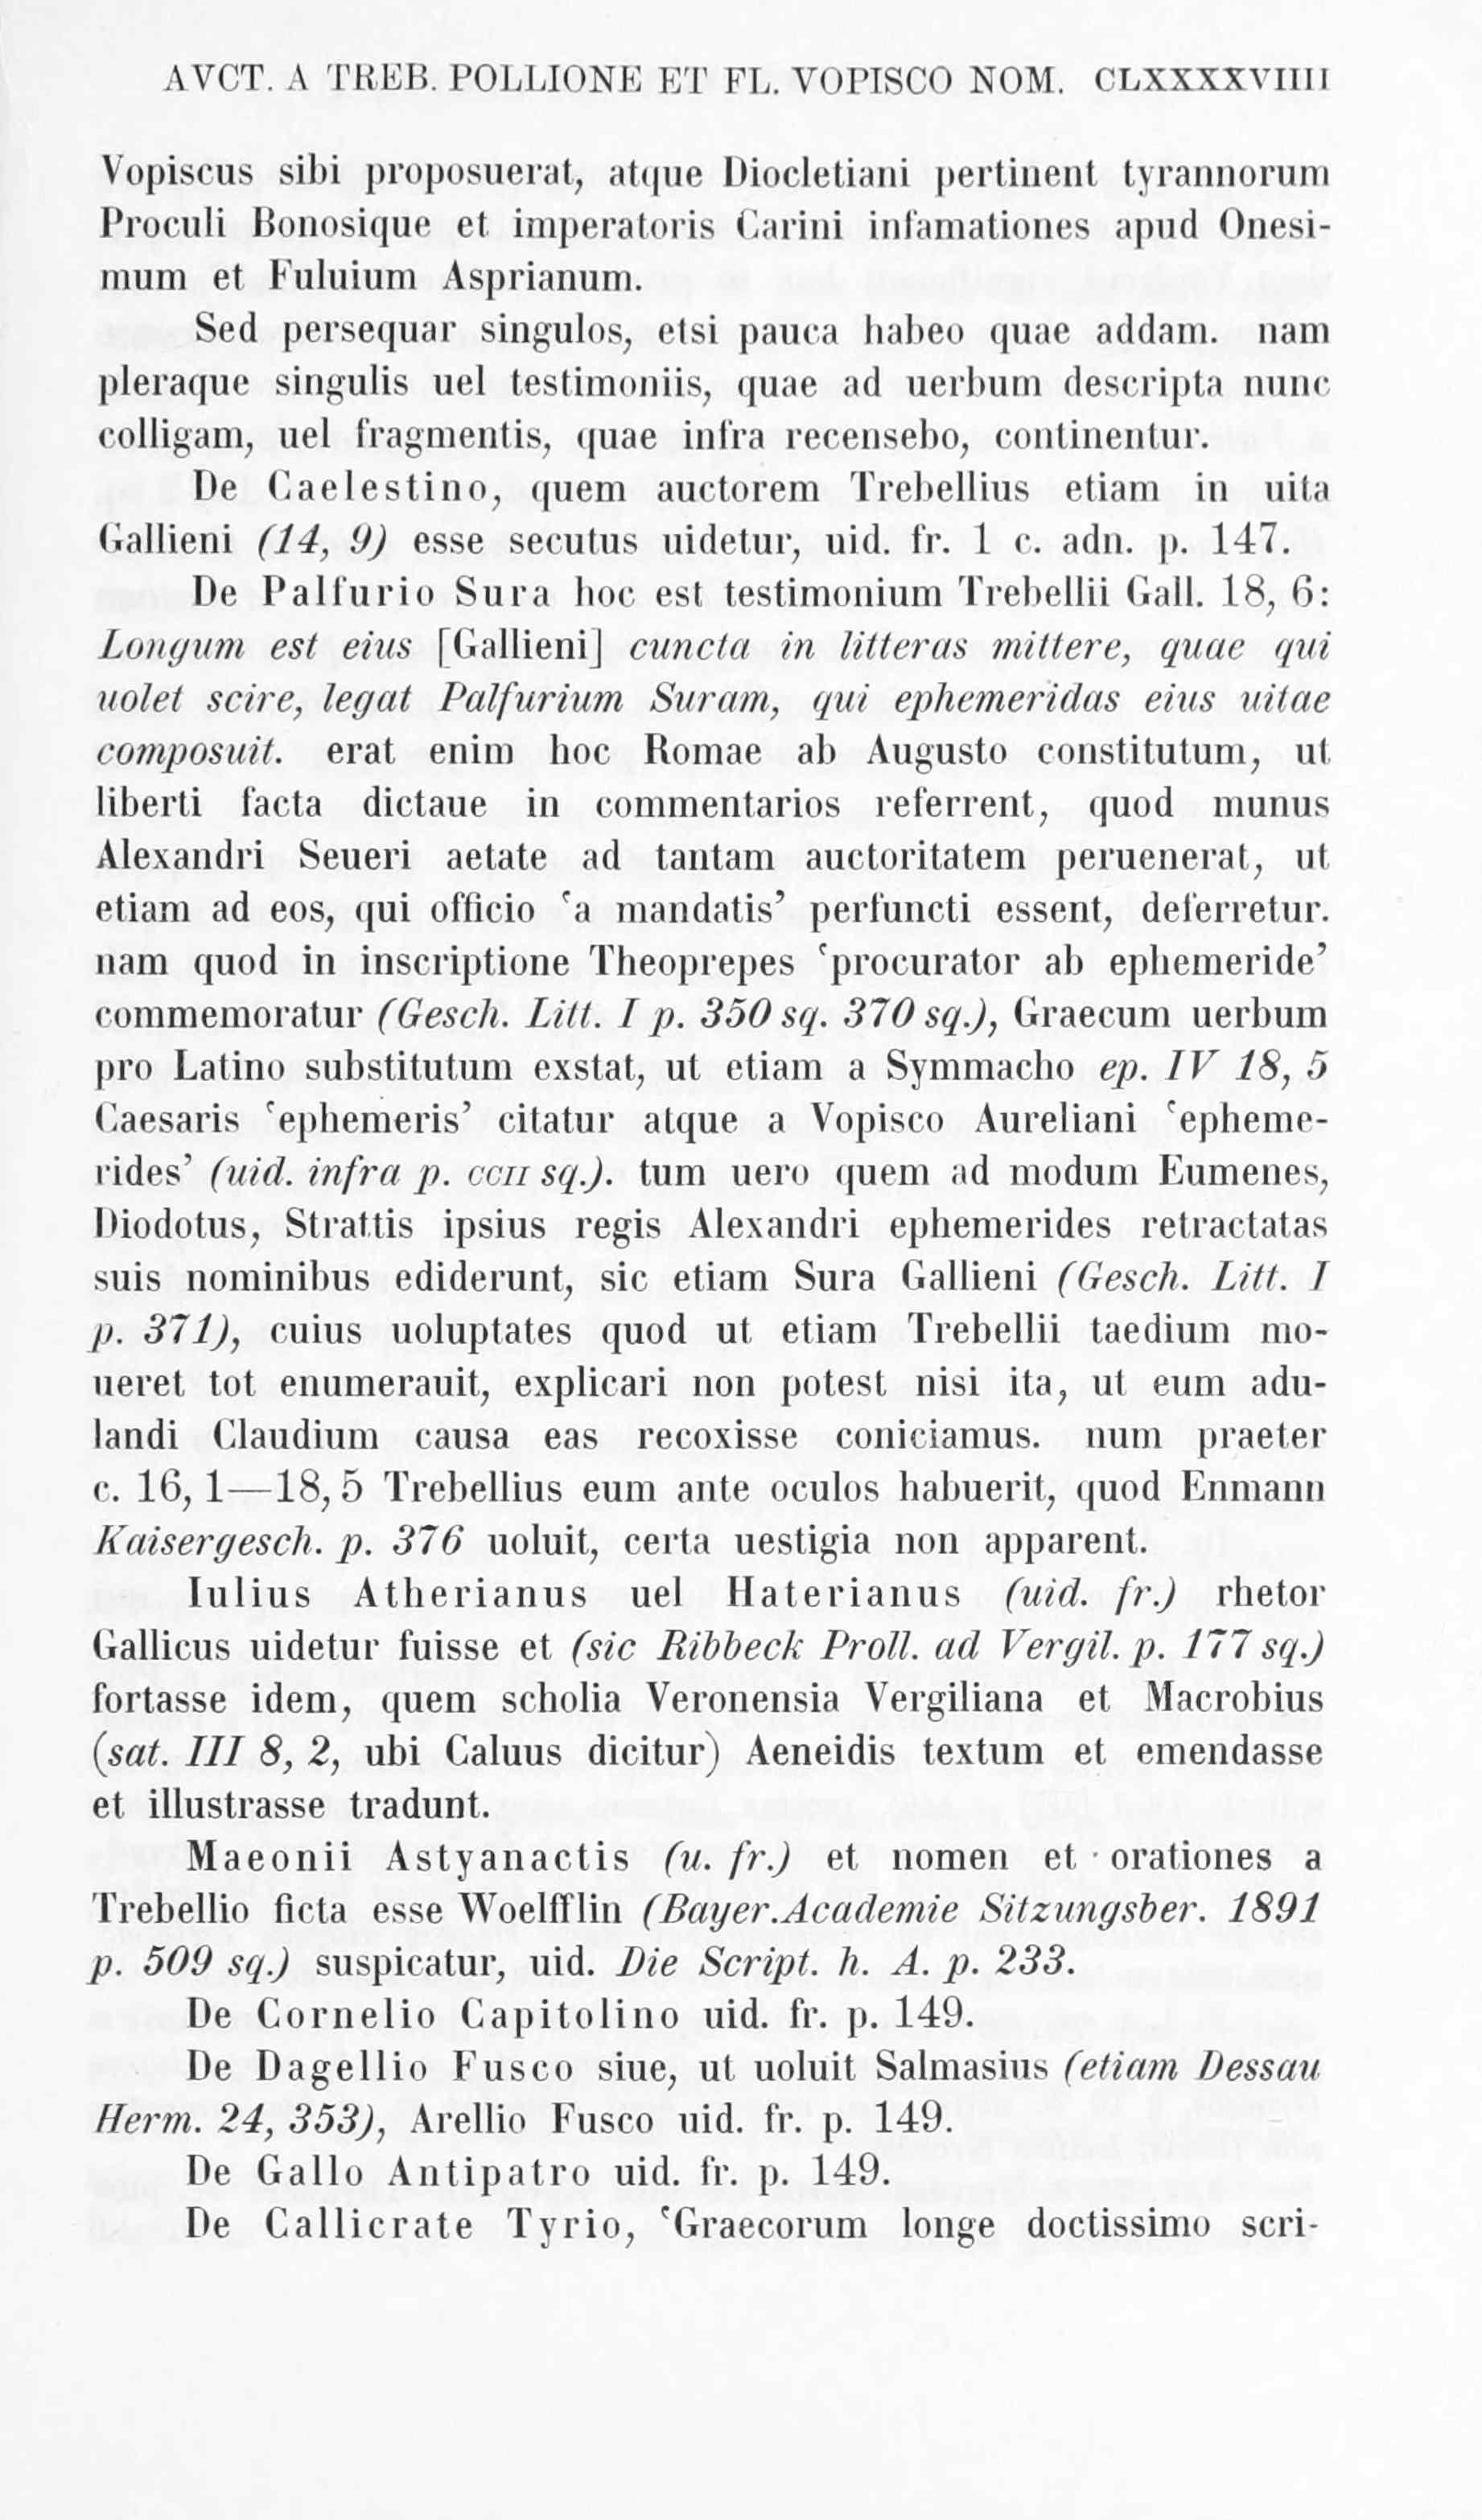 AVCT. A TREB. POLLIONE ET FL. VOPISCO NOM. CLXXXXVIIII
Vopiscus sibi proposuerat, atque Diocletiani pertinent tyrannorum
Proculi Bonosique et imperatoris Carini infamationes apud Onesi-
mum et Fuluium Asprianum.
Sed persequar singulos, etsi pauca habeo quae addam. nam
pleraque singulis uel testimoniis, quae ad uerbum descripta nunc
colligam, uel fragmentis, quae infra recensebo, continentur.
De Caelestino, quem auctorem Trebellius etiam in uita
Gallieni (14, 9) esse secutus uidetur, uid. fr. 1 c. adn. p. 147.
De Palfurio Sura hoc est testimonium Trebellii Gall. 18, 6:
Longum est eius [Gallieni] cuncta in litteras mittere, quae qui
uolet scire, legat Palfurium Suram, qui ephemeridas eius uitae
composuit. erat enim hoc Romae ab Augusto constitutum, ut
liberti facta dictaue in commentarios referrent, quod munus
Alexandri Seueri aetate ad tantam auctoritatem peruenerat, ut
etiam ad eos, qui officio ‘a mandatis’ perfuncti essent, deferretur.
nam quod in inscriptione Theoprepes ‘procurator ab ephemeride’
commemoratur (Gesch. Litt. I p. 350 sq. 370 sq.), Graecum uerbum
pro Latino substitutum exstat, ut etiam a Symmacho ep. IV 18, 5
Caesaris ‘ephemeris’ citatur atque a Vopisco Aureliani ‘epheme-
rides’ (uid. infra p. CCII sq.). tum uero quem ad modum Eumenes,
Diodotus, Strattis ipsius regis Alexandri ephemerides retractatas
suis nominibus ediderunt, sic etiam Sura Gallieni (Gesch. Litt. I
p. 371), cuius uoluptates quod ut etiam Trebellii taedium mo-
ueret tot enumerauit, explicari non potest nisi ita, ut eum adu-
landi Claudium causa eas recoxisse coniciamus. num praeter
c. 16, 1—18, 5 Trebellius eum ante oculos habuerit, quod Enmann
Kaisergesch. p. 376 uoluit, certa uestigia non apparent.
Iulius Atherianus uel Haterianus (uid. fr.) rhetor
Gallicus uidetur fuisse et (sic Ribbeck Proll. ad Vergil. p. 177 sq.)
fortasse idem, quem scholia Veronensia Vergiliana et Macrobius
(sat. III 8, 2, ubi Caluus dicitur) Aeneidis textum et emendasse
et illustrasse tradunt.
Maeonii Astyanactis (u. fr.) et nomen et orationes a
Trebellio ficta esse Woelfflin (Bayer. Academie Sitzungsber. 1891
p. 509 sq.) suspicatur, uid. Die Script. h. A. p. 233.
De Cornelio Capitolino uid. fr. p. 149.
De Dagellio Fusco siue, ut uoluit Salmasius (etiam Dessau
Herm. 24, 353), Arellio Fusco uid. fr. p. 149.
De Gallo Antipatro uid. fr. p. 149.
De Callicrate Tyrio, ‘Graecorum longe doctissimo scri-